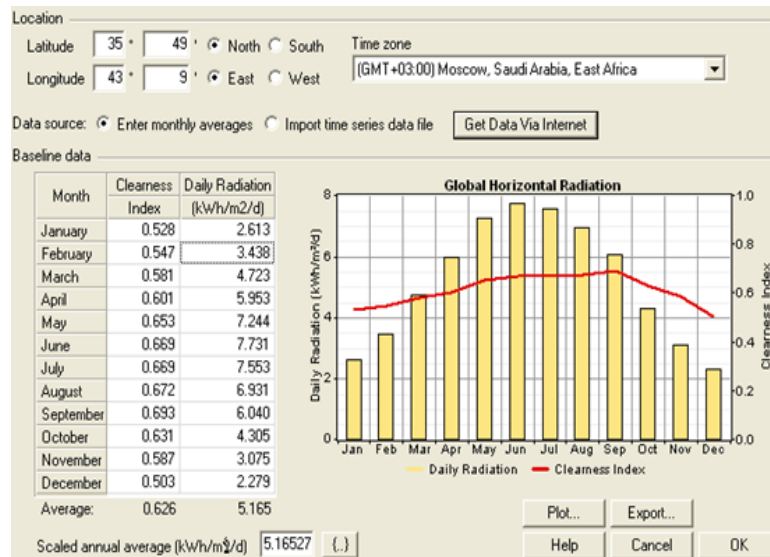 Location
Latitude 35 ° 49 ' North South Time zone
Longitude 43 ° 9 ' East West (GMT+03:00) Moscow, Saudi Arabia, East Africa
Data source: Enter monthly averages Import time series data file Get Data Via Internet
Baseline data
Month Clearness Index Daily Radiation (kWh/m2/d)
January 0.528 2.613
February 0.547 3.438
March 0.581 4.723
April 0.601 5.953
May 0.653 7.244
June 0.669 7.731
July 0.669 7.553
August 0.672 6.931
September 0.693 6.040
October 0.631 4.305
November 0.587 3.075
December 0.503 2.279
Average: 0.626 5.165
Scaled annual average (kWh/m²/d) 5.16527 {..}
Global Horizontal Radiation
Daily Radiation (kWh/m²/d)
8
6
4
2
0
1.0
0.8
0.6
0.4
0.2
0.0
Clearness Index
Jan Feb Mar Apr May Jun Jul Aug Sep Oct Nov Dec
Daily Radiation Clearness Index
Plot... Export...
Help Cancel OK